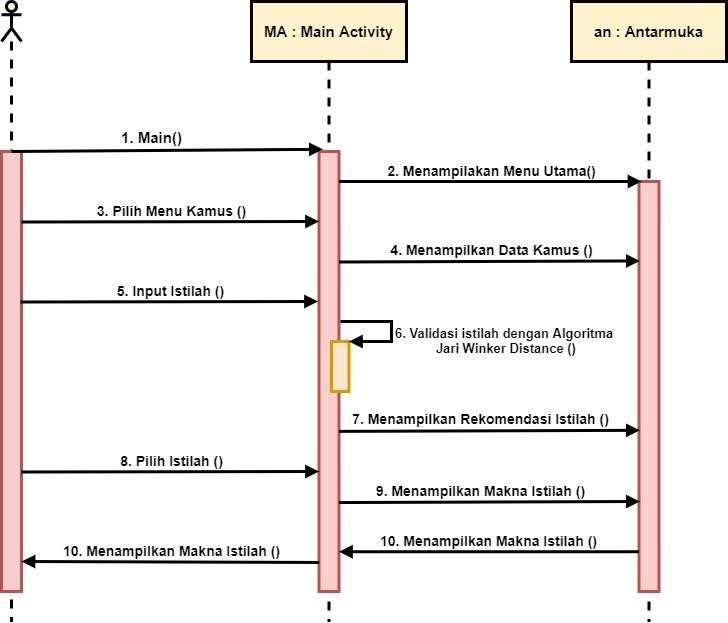 MA : Main Activity
an : Antarmuka
1. Main()
2. Menampilakan Menu Utama()
3. Pilih Menu Kamus ()
4. Menampilkan Data Kamus ()
5. Input Istilah ()
6. Validasi istilah dengan Algoritma
Jari Winker Distance ()
7. Menampilkan Rekomendasi Istilah ()
8. Pilih Istilah ()
9. Menampilkan Makna Istilah ()
10. Menampilkan Makna Istilah ()
10. Menampilkan Makna Istilah ()